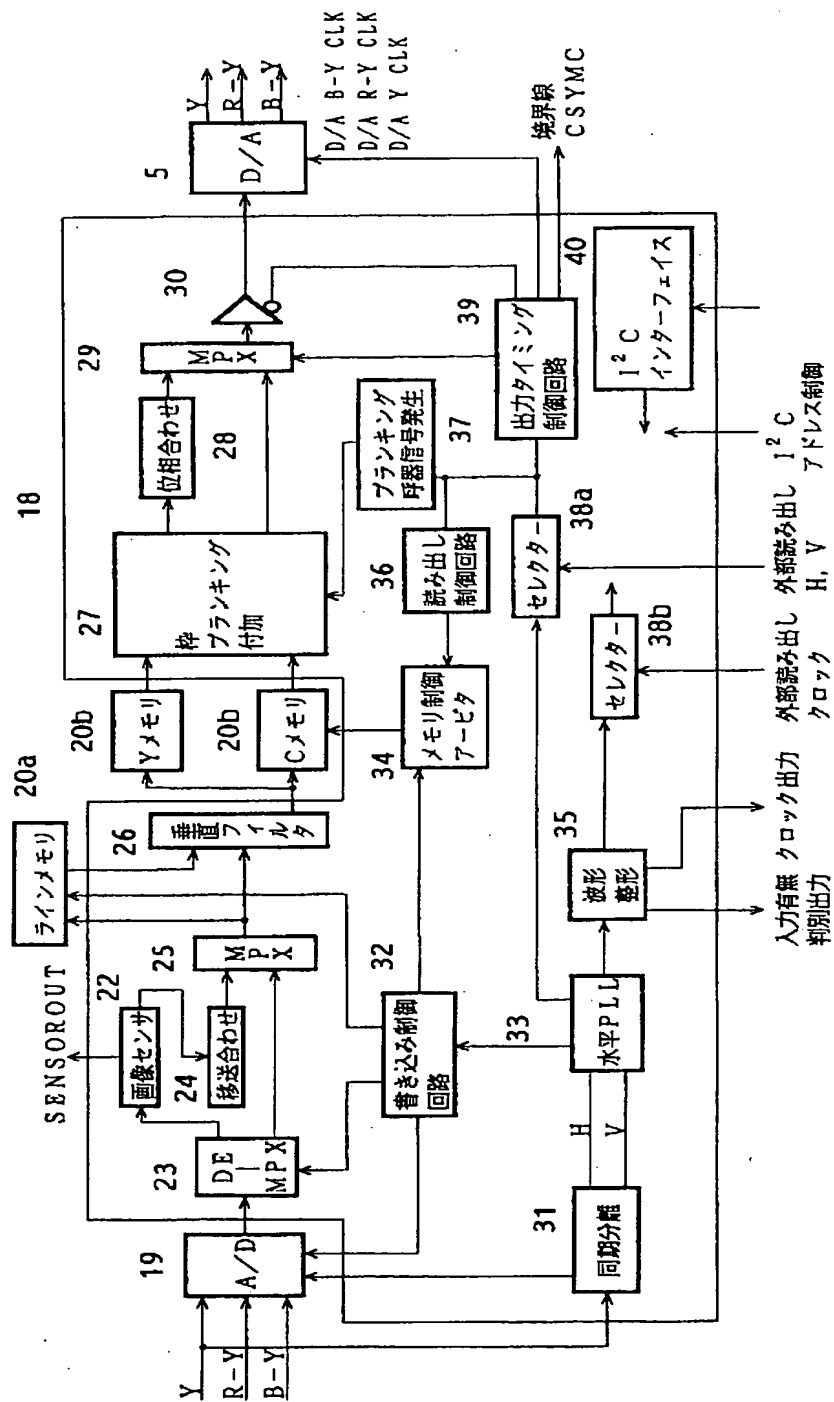 18
Y
R-Y
B-Y
19
A/D
23
DE
|
MPX
SENSOROUT
22
画像センサ
24
移送合わせ
25
MPX
20a
ラインメモリ
26
垂直フィルタ
20b
Yメモリ
20b
Cメモリ
27
枠
ブランキング
付加
28
位相合わせ
29
MPX
30
5
D/A
Y
R-Y
B-Y
D/A B-Y CLK
D/A R-Y CLK
D/A Y CLK
境界線
CSYMC
31
同期分離
H
V
33
水平PLL
32
書き込み制御
回路
34
メモリ制御
アービタ
35
波形
整形
36
読み出し
制御回路
37
ブランキング
呼器信号発生
38a
セレクター
38b
セレクター
39
出力タイミング
制御回路
40
I² C
インターフェイス
入力有無
判別出力
クロック出力
外部読み出し
クロック
外部読み出し
H, V
I² C
アドレス制御